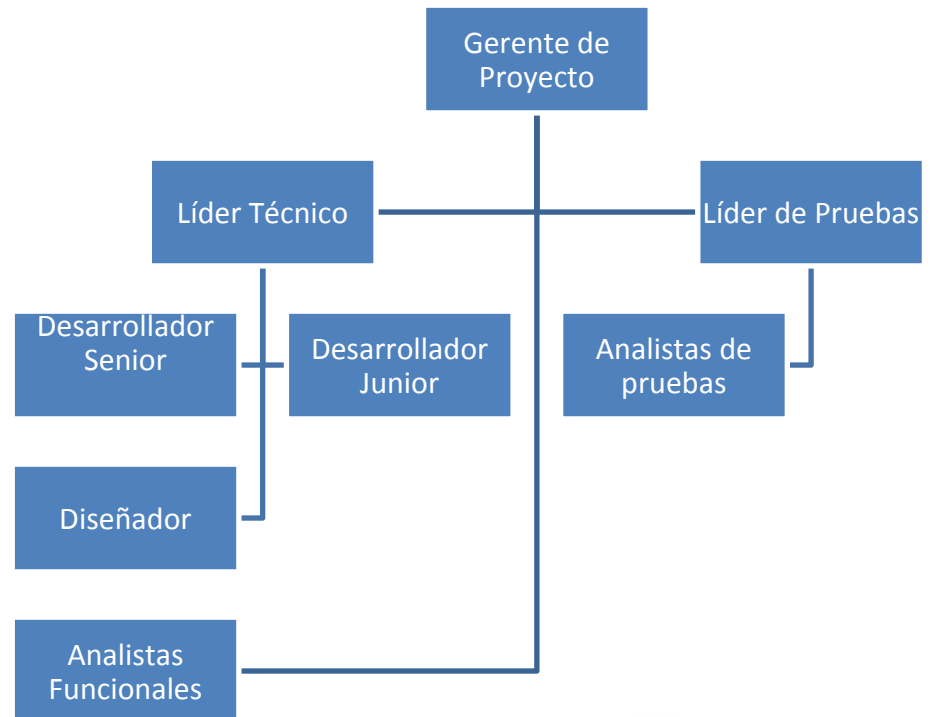 Gerente de
Proyecto
Líder Técnico
Líder de Pruebas
Desarrollador
Senior
Desarrollador
Junior
Analistas de
pruebas
Diseñador
Analistas
Funcionales